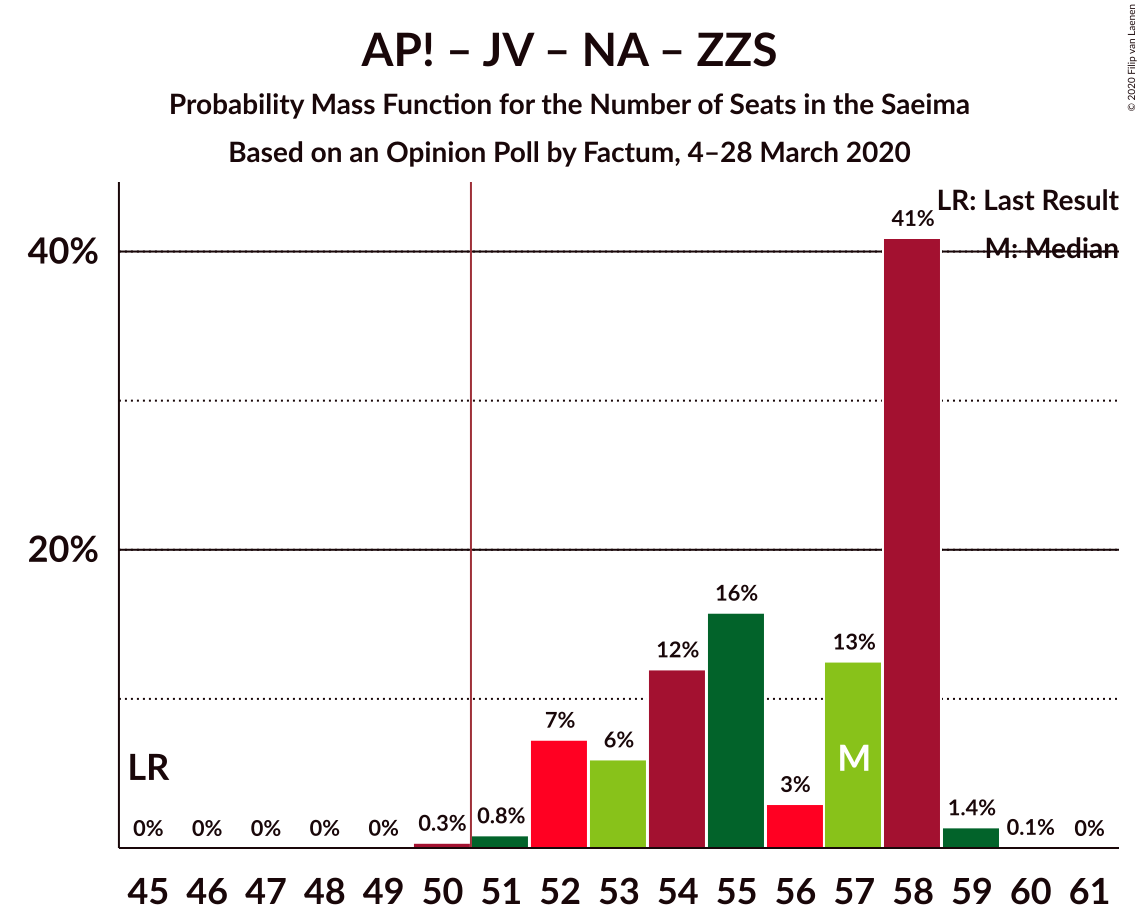 AP! – JV – NA – ZZS
Probability Mass Function for the Number of Seats in the Saeima
Based on an Opinion Poll by Factum, 4–28 March 2020
© 2020 Filip van Laenen
LR: Last Result
M: Median
40%
20%
LR
M
0% 0% 0% 0% 0% 0.3% 0.8% 7% 6% 12% 16% 3% 13% 41% 1.4% 0.1% 0%
45 46 47 48 49 50 51 52 53 54 55 56 57 58 59 60 61